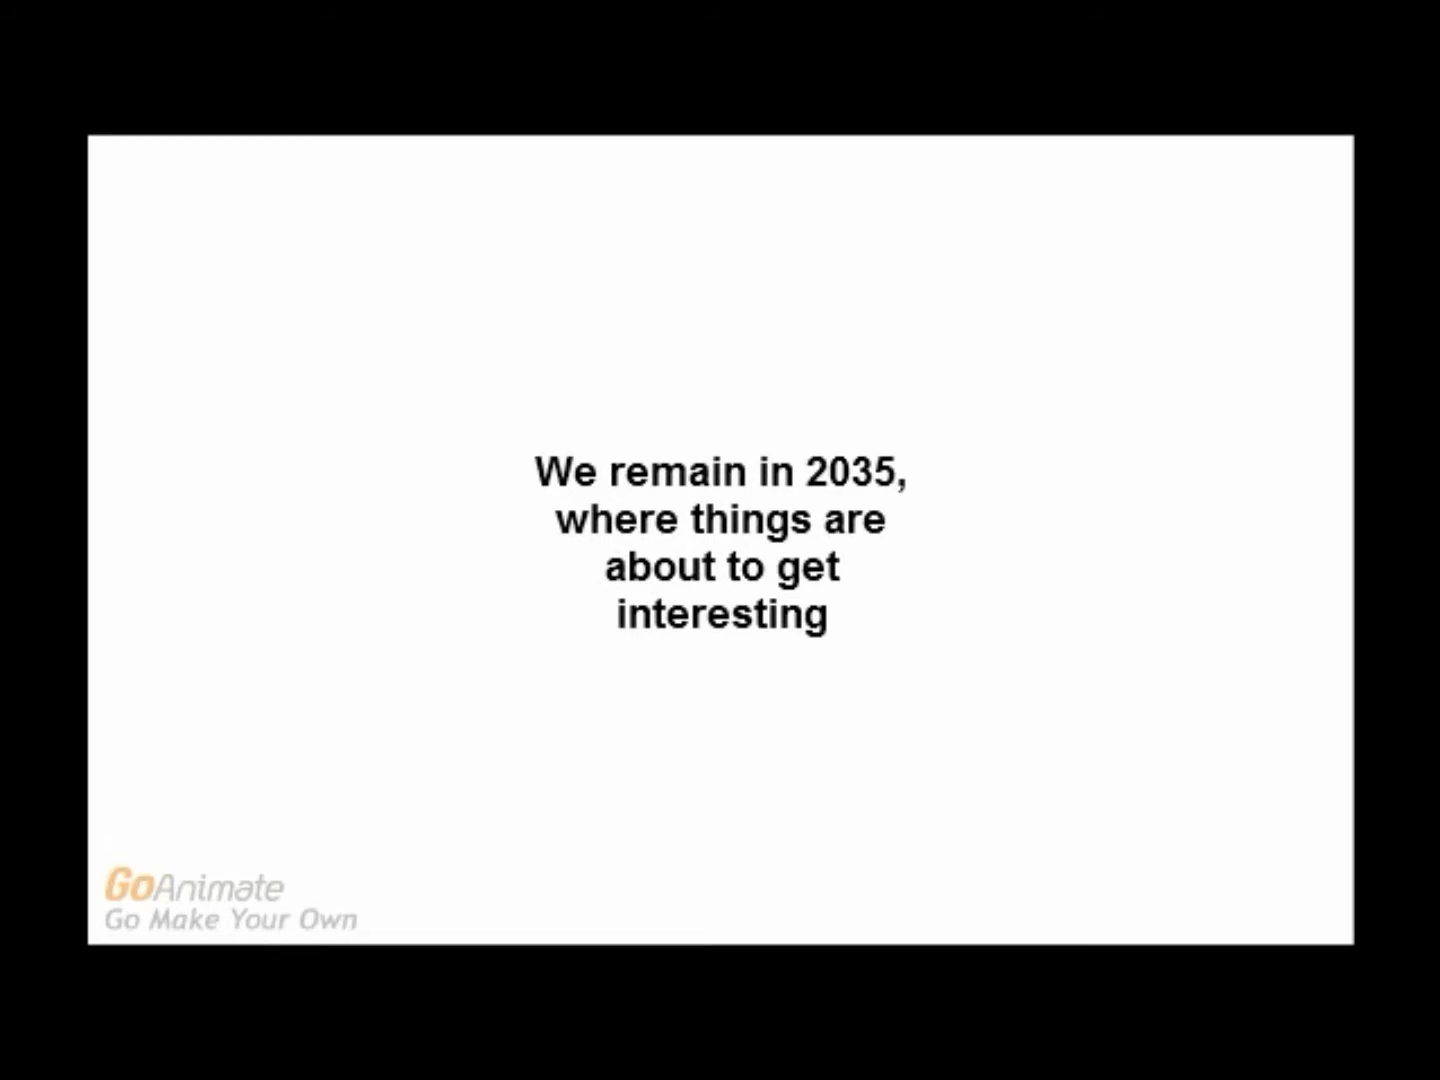 We remain in 2035,
where things are
about to get
interesting
GoAnimate
Go Make Your Own